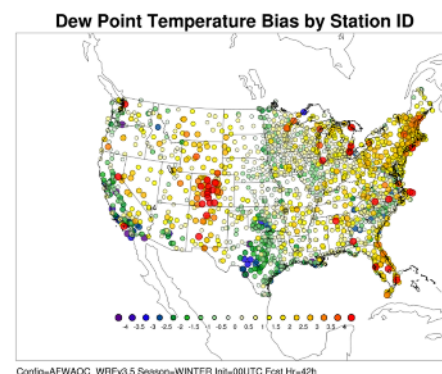 Dew Point Temperature Bias by Station ID
-4 -3.5 -3 -2.5 -2 -1.5 -1 -0.5 0 0.5 1 1.5 2 2.5 3 3.5 4
Config=AFWAOC_WRFv3.5 Season=WINTER Init=00UTC Fcst Hr=42h